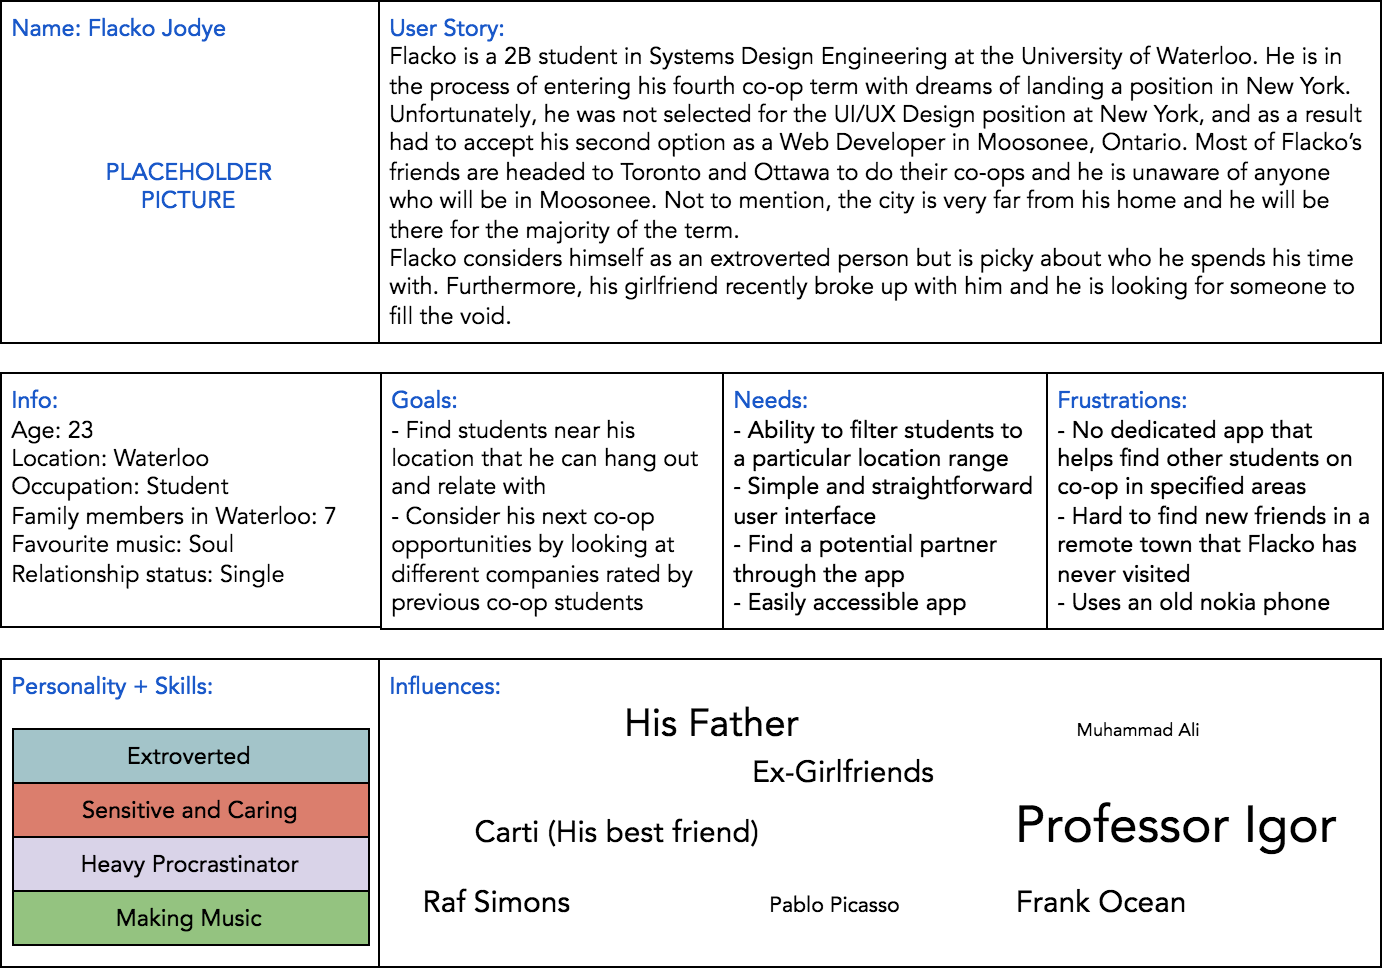 Name: Flacko Jodye
PLACEHOLDER
PICTURE
User Story:
Flacko is a 2B student in Systems Design Engineering at the University of Waterloo. He is in
the process of entering his fourth co-op term with dreams of landing a position in New York.
Unfortunately, he was not selected for the UI/UX Design position at New York, and as a result
had to accept his second option as a Web Developer in Moosonee, Ontario. Most of Flacko’s
friends are headed to Toronto and Ottawa to do their co-ops and he is unaware of anyone
who will be in Moosonee. Not to mention, the city is very far from his home and he will be
there for the majority of the term.
Flacko considers himself as an extroverted person but is picky about who he spends his time
with. Furthermore, his girlfriend recently broke up with him and he is looking for someone to
fill the void.
Info:
Age: 23
Location: Waterloo
Occupation: Student
Family members in Waterloo: 7
Favourite music: Soul
Relationship status: Single
Goals:
- Find students near his
location that he can hang out
and relate with
- Consider his next co-op
opportunities by looking at
different companies rated by
previous co-op students
Needs:
- Ability to filter students to
a particular location range
- Simple and straightforward
user interface
- Find a potential partner
through the app
- Easily accessible app
Frustrations:
- No dedicated app that
helps find other students on
co-op in specified areas
- Hard to find new friends in a
remote town that Flacko has
never visited
- Uses an old nokia phone
Personality + Skills:
Extroverted
Sensitive and Caring
Heavy Procrastinator
Making Music
Influences:
His Father
Muhammad Ali
Ex-Girlfriends
Carti (His best friend)
Professor Igor
Raf Simons
Pablo Picasso
Frank Ocean